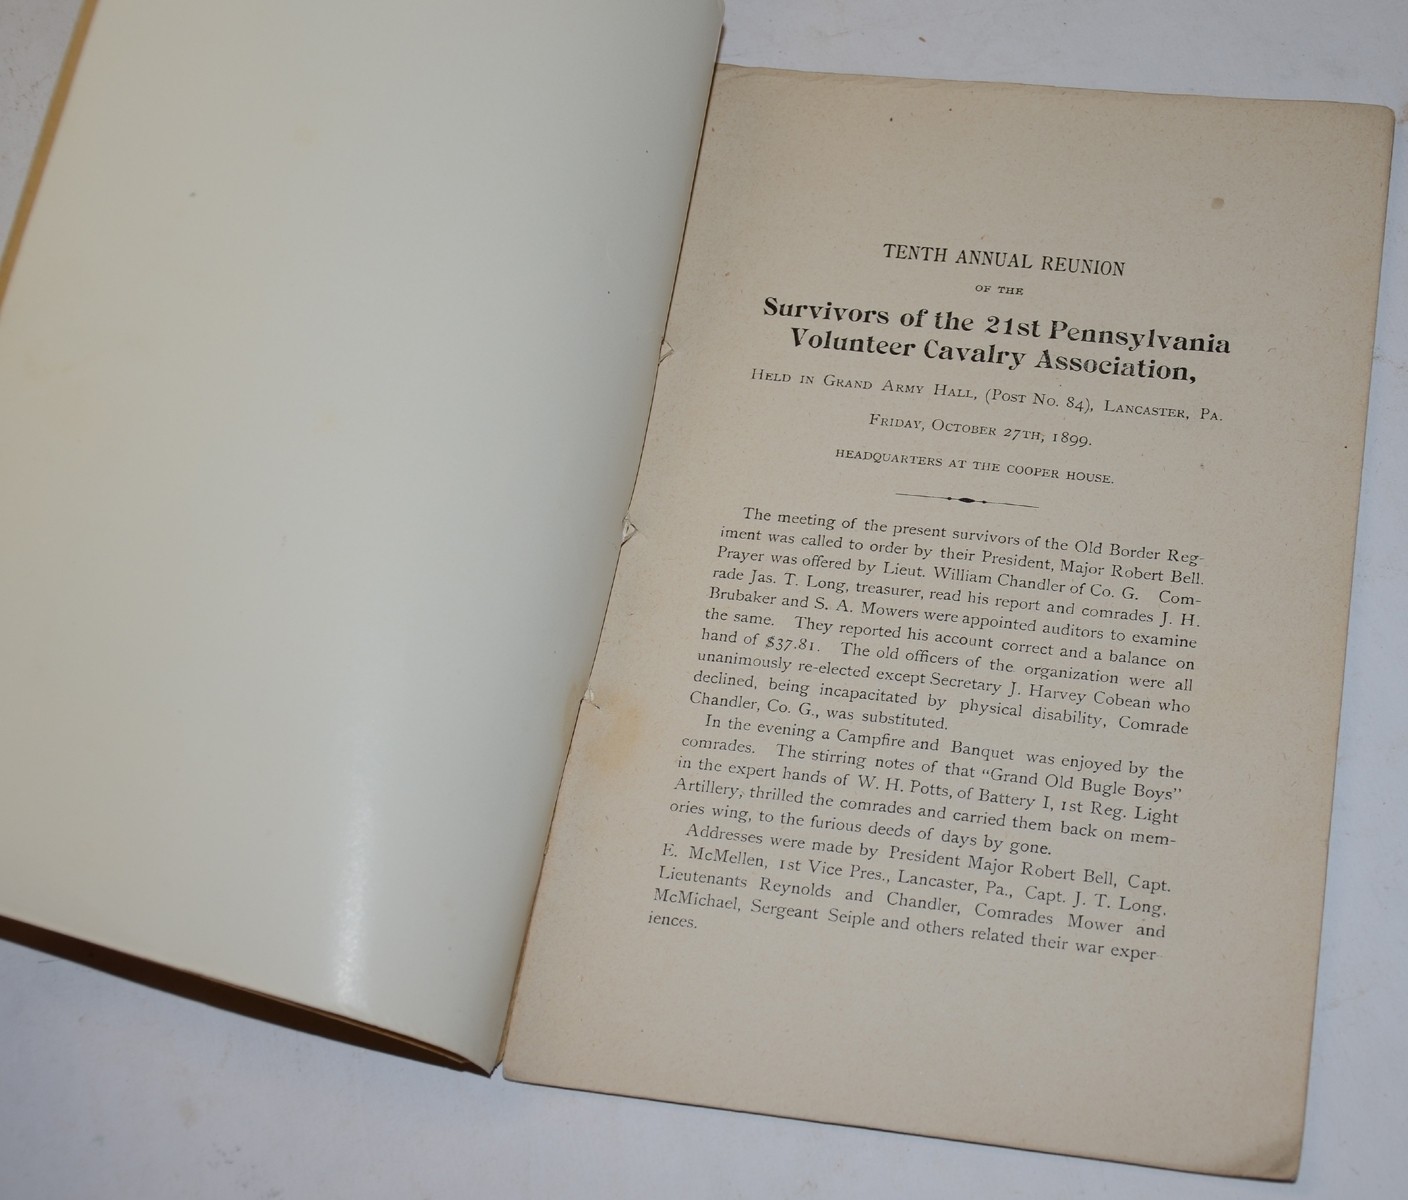 TENTH ANNUAL REUNION
OF THE
Survivors of the 21st Pennsylvania
Volunteer Cavalry Association,
HELD IN GRAND ARMY HALL, (POST NO. 84), LANCASTER, PA.
FRIDAY, OCTOBER 27TH, 1899.
HEADQUARTERS AT THE COOPER HOUSE.
The meeting of the present survivors of the Old Border Reg-
iment was called to order by their President, Major Robert Bell.
Prayer was offered by Lieut. William Chandler of Co. G. Com-
rade Jas. T. Long, treasurer, read his report and comrades J. H.
Brubaker and S. A. Mowers were appointed auditors to examine
the same. They reported his account correct and a balance on
hand of $37.81. The old officers of the organization were all
unanimously re-elected except Secretary J. Harvey Cobean who
declined, being incapacitated by physical disability, Comrade
Chandler, Co. G., was substituted.
In the evening a Campfire and Banquet was enjoyed by the
comrades. The stirring notes of that "Grand Old Bugle Boys"
in the expert hands of W. H. Potts, of Battery I, 1st Reg. Light
Artillery, thrilled the comrades and carried them back on mem-
ories wing, to the furious deeds of days by gone.
Addresses were made by President Major Robert Bell, Capt.
E. McMellen, 1st Vice Pres., Lancaster, Pa., Capt. J. T. Long,
Lieutenants Reynolds and Chandler, Comrades Mower and
McMichael, Sergeant Seiple and others related their war exper-
iences.